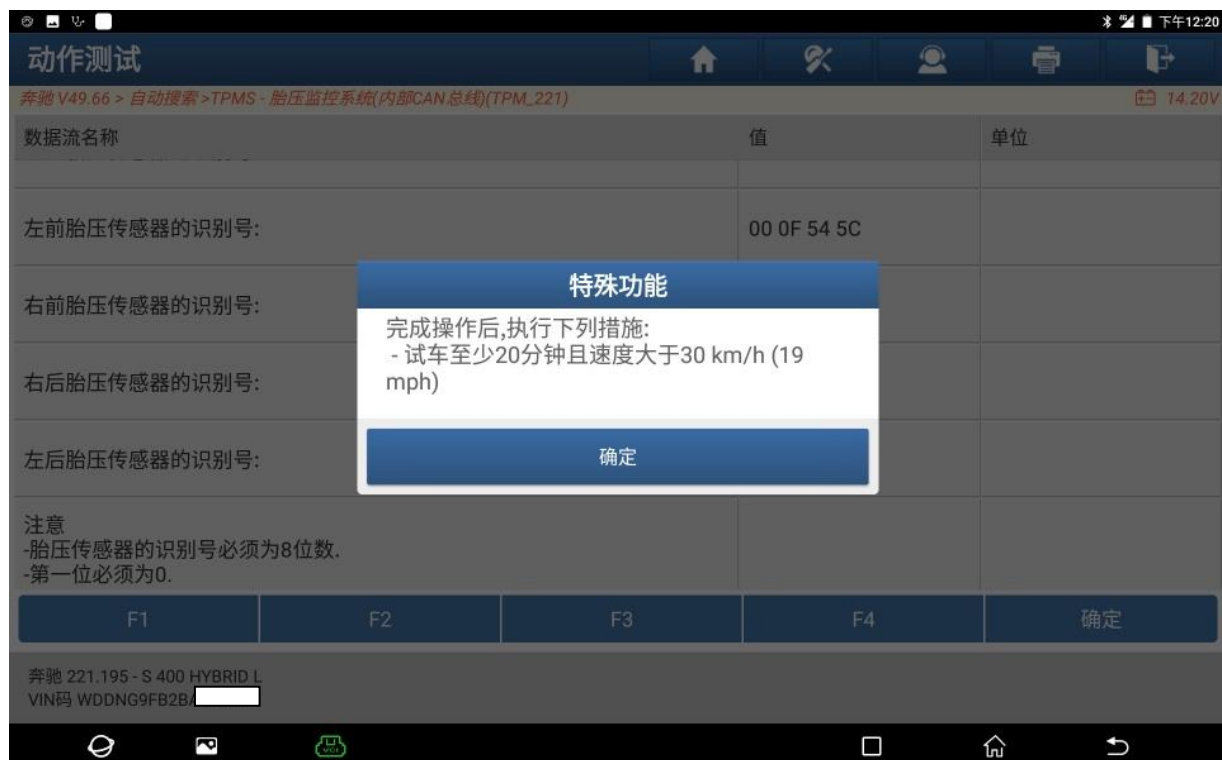 下午12:20
动作测试
奔驰 V49.66 > 自动搜索 >TPMS - 胎压监控系统(内部CAN总线)(TPM_221)
14.20V
数据流名称 值 单位
左前胎压传感器的识别号: 00 0F 54 5C
特殊功能
右前胎压传感器的识别号:
完成操作后,执行下列措施:
- 试车至少20分钟且速度大于30 km/h (19
mph)
右后胎压传感器的识别号:
左后胎压传感器的识别号:
确定
注意
-胎压传感器的识别号必须为8位数.
-第一位必须为0.
F1 F2 F3 F4 确定
奔驰 221.195 - S 400 HYBRID L
VIN码 WDDNG9FB2B
VCI